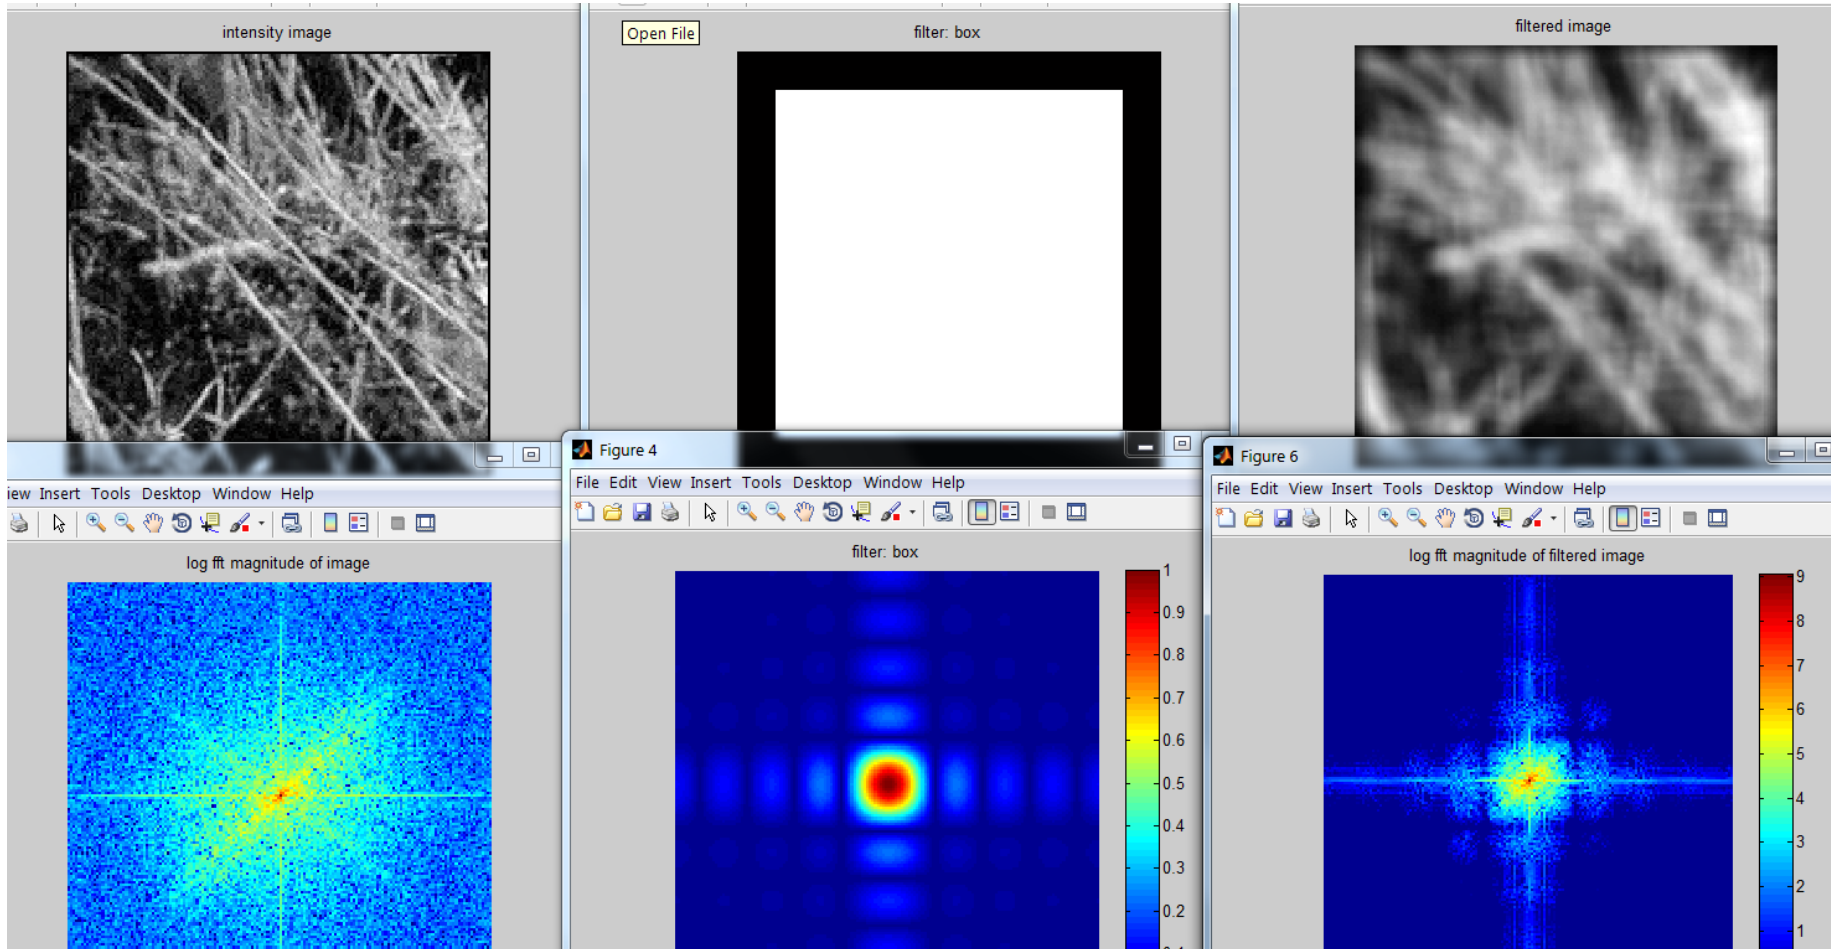 intensity image
Open File
filter: box
filtered image
Figure 4
Figure 6
File Edit View Insert Tools Desktop Window Help
File Edit View Insert Tools Desktop Window Help
iew Insert Tools Desktop Window Help
log fft magnitude of image
filter: box
1
0.9
0.8
0.7
0.6
0.5
0.4
0.3
0.2
log fft magnitude of filtered image
9
8
7
6
5
4
3
2
1